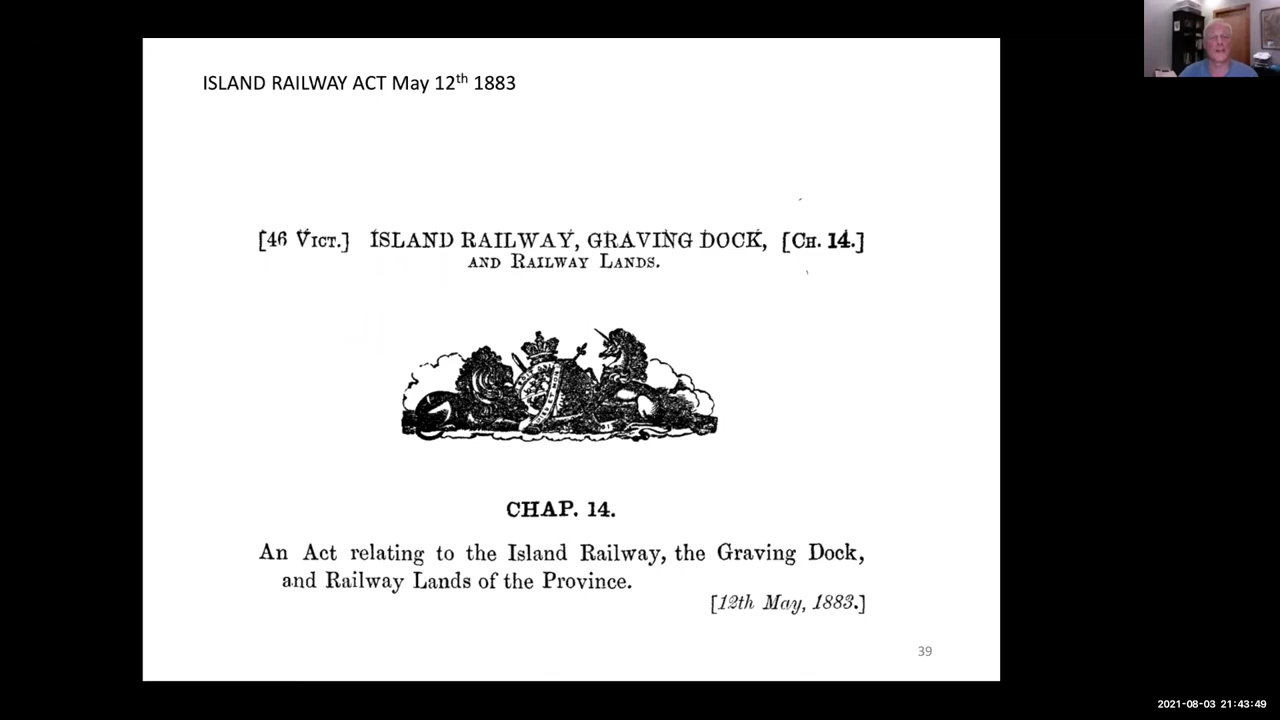 ISLAND RAILWAY ACT May 12th 1883
[46 VICT.] ISLAND RAILWAY, GRAVING DOCK, [CH. 14.]
AND RAILWAY LANDS.
CHAP. 14.
An Act relating to the Island Railway, the Graving Dock,
and Railway Lands of the Province.
[12th May, 1883.]
39
2021-08-03 21:43:49